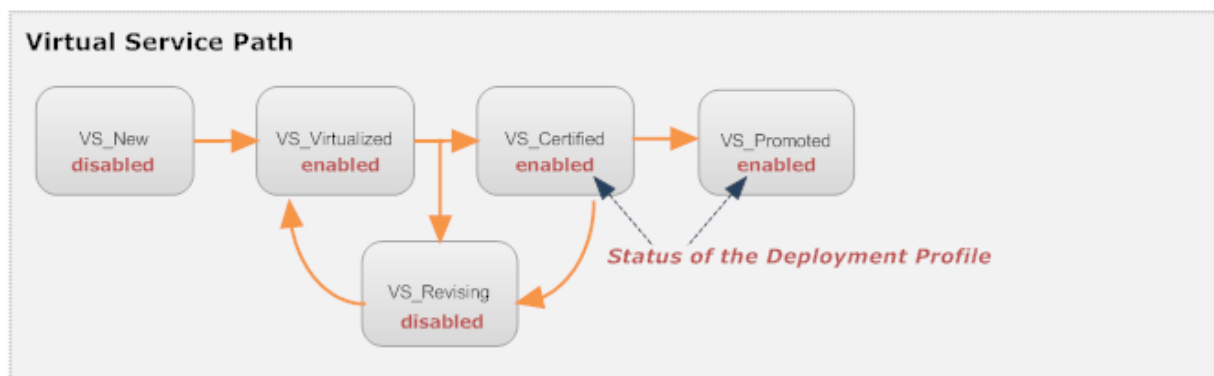 Virtual Service Path
VS_New
disabled
VS_Virtualized
enabled
VS_Certified
enabled
VS_Promoted
enabled
Status of the Deployment Profile
VS_Revising
disabled